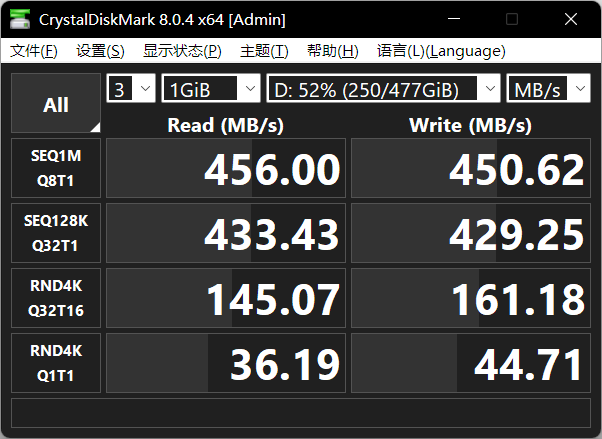 CrystalDiskMark 8.0.4 x64 [Admin]
文件(F) 设置(S) 显示状态(P) 主题(T) 帮助(H) 语言(L)(Language)
All 3 1GiB D: 52% (250/477GiB) MB/s
Read (MB/s) Write (MB/s)
SEQ1M
Q8T1
456.00 450.62
SEQ128K
Q32T1
433.43 429.25
RND4K
Q32T16
145.07 161.18
RND4K
Q1T1
36.19 44.71